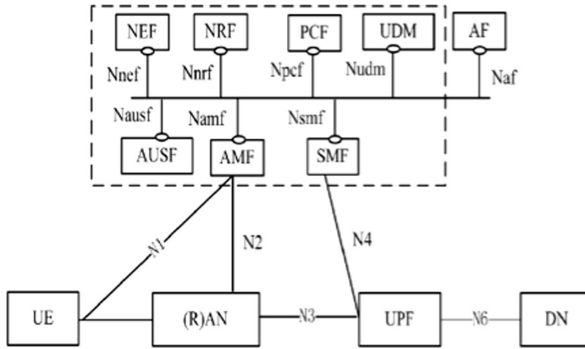 NEF NRF PCF UDM AF
Nnef Nnrf Npcf Nudm Naf
Nausf Namf Nsmf
AUSF AMF SMF
N1 N2 N4
UE (R)AN N3 UPF N6 DN